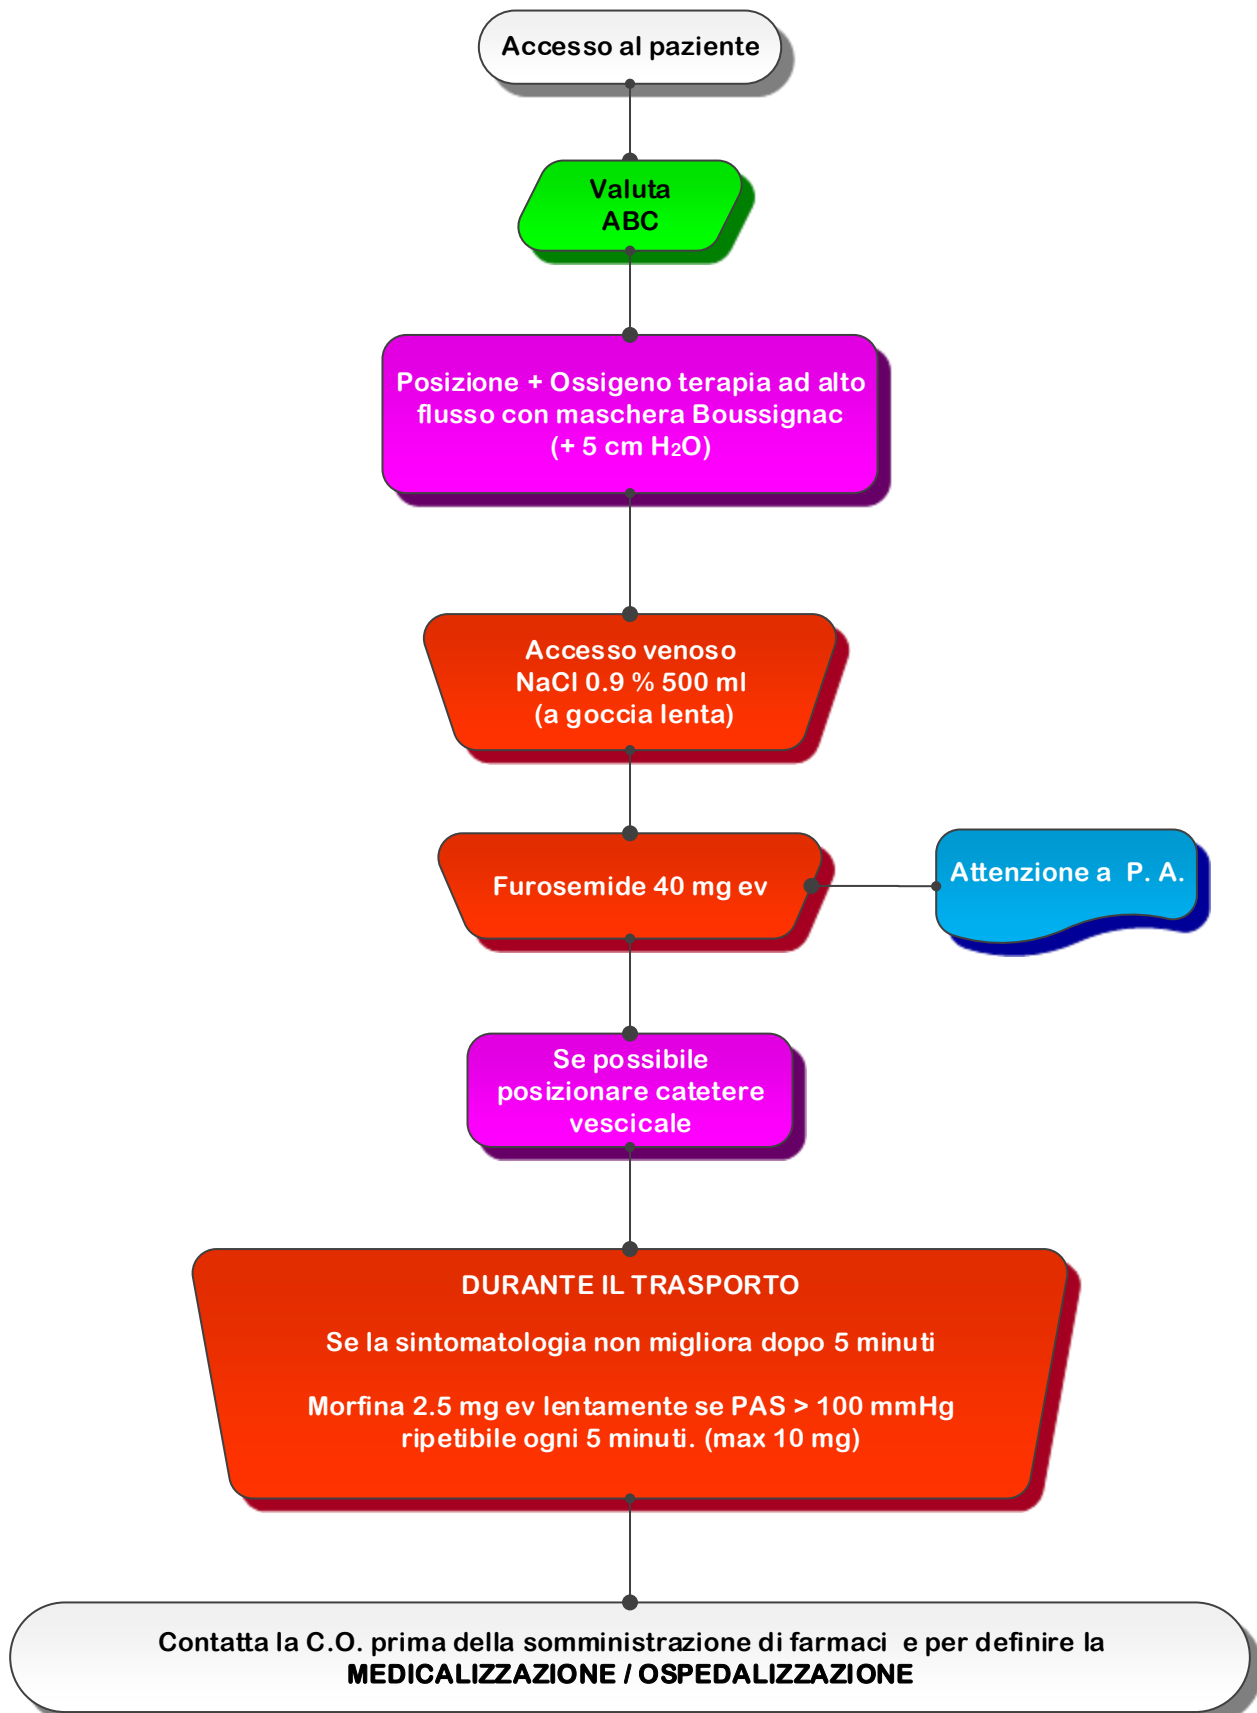 Accesso al paziente
Valuta
ABC
Posizione + Ossigeno terapia ad alto
flusso con maschera Boussignac
(+ 5 cm H₂O)
Accesso venoso
NaCl 0.9 % 500 ml
(a goccia lenta)
Furosemide 40 mg ev
Attenzione a P. A.
Se possibile
posizionare catetere
vescicale
DURANTE IL TRASPORTO
Se la sintomatologia non migliora dopo 5 minuti
Morfina 2.5 mg ev lentamente se PAS > 100 mmHg
ripetibile ogni 5 minuti. (max 10 mg)
Contatta la C.O. prima della somministrazione di farmaci e per definire la
MEDICALIZZAZIONE / OSPEDALIZZAZIONE